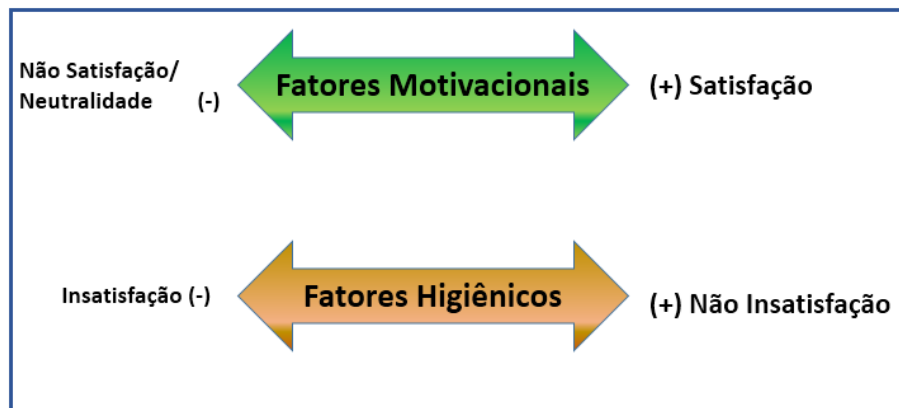 Não Satisfação/
Neutralidade (-)
Fatores Motivacionais
(+) Satisfação
Insatisfação (-)
Fatores Higiênicos
(+) Não Insatisfação